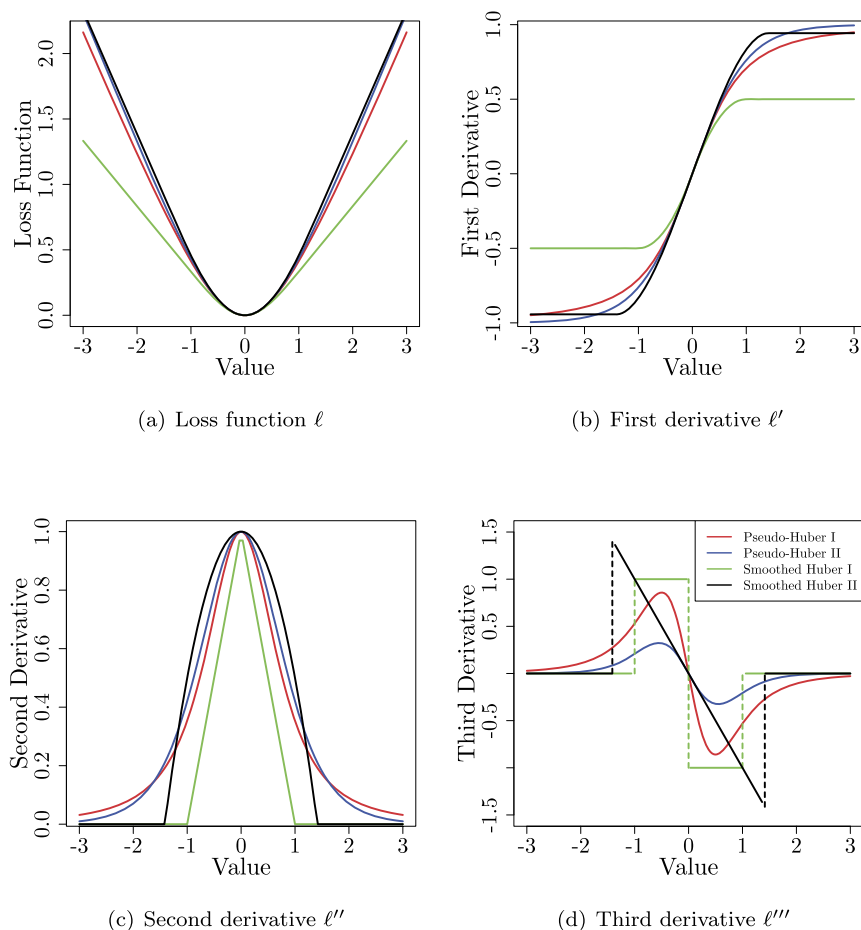 Loss Function
0.0 0.5 1.0 1.5 2.0
-3 -2 -1 0 1 2 3
Value
(a) Loss function ℓ
First Derivative
-1.0 -0.5 0.0 0.5 1.0
-3 -2 -1 0 1 2 3
Value
(b) First derivative ℓ′
Second Derivative
0.0 0.2 0.4 0.6 0.8 1.0
-3 -2 -1 0 1 2 3
Value
(c) Second derivative ℓ′′
Third Derivative
-1.5 -0.5 0.5 1.5
Pseudo-Huber I
Pseudo-Huber II
Smoothed Huber I
Smoothed Huber II
-3 -2 -1 0 1 2 3
Value
(d) Third derivative ℓ′′′